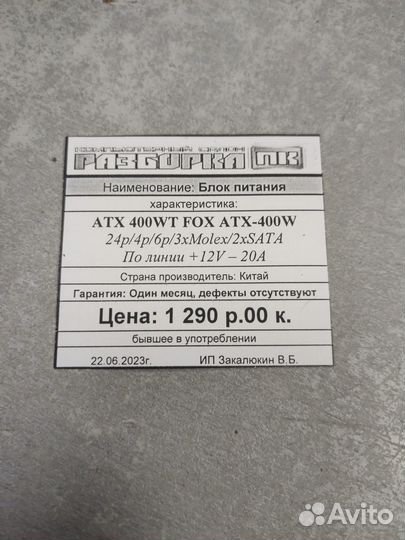 КОМПЬЮТЕРНЫЙ САЛОН
РАЗБОРКА ПК
Наименование: Блок питания
характеристика:
ATX 400WT FOX ATX-400W
24p/4p/6p/3xMolex/2xSATA
По линии +12V – 20A
Страна производитель: Китай
Гарантия: Один месяц, дефекты отсутствуют
Цена: 1 290 р.00 к.
бывшее в употреблении
22.06.2023г. ИП Закалюкин В.Б.
Avito